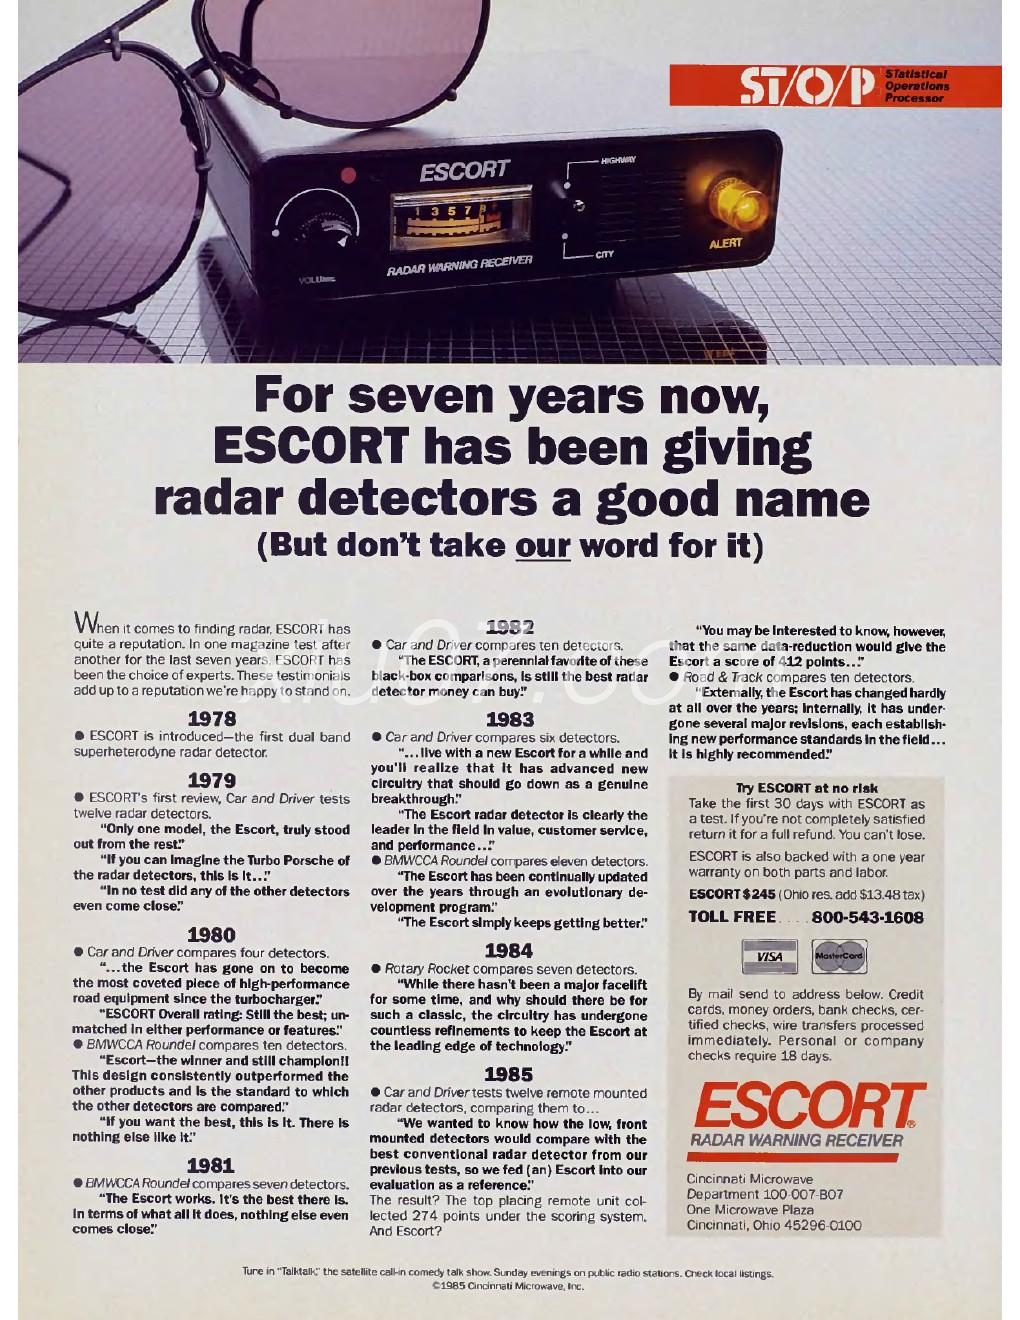 ST/O/P STatistical
Operations
Processor
ESCORT
HIGHWAY
1 3 5 7
CITY
ALERT
VOLUME
RADAR WARNING RECEIVER
For seven years now,
ESCORT has been giving
radar detectors a good name
(But don't take our word for it)
When it comes to finding radar, ESCORT has
quite a reputation. In one magazine test after
another for the last seven years, ESCORT has
been the choice of experts. These testimonials
add up to a reputation we're happy to stand on.
1978
● ESCORT is introduced—the first dual band
superheterodyne radar detector.
1979
● ESCORT's first review, Car and Driver tests
twelve radar detectors.
"Only one model, the Escort, truly stood
out from the rest."
"If you can imagine the Turbo Porsche of
the radar detectors, this is it..."
"In no test did any of the other detectors
even come close."
1980
● Car and Driver compares four detectors.
"...the Escort has gone on to become
the most coveted piece of high-performance
road equipment since the turbocharger."
"ESCORT Overall rating: Still the best; un-
matched in either performance or features."
● BMWCCA Roundel compares ten detectors.
"Escort—the winner and still champion!!
This design consistently outperformed the
other products and is the standard to which
the other detectors are compared."
"If you want the best, this is it. There is
nothing else like it."
1981
● BMWCCA Roundel compares seven detectors.
"The Escort works. It's the best there is.
In terms of what all it does, nothing else even
comes close."
1982
● Car and Driver compares ten detectors.
"The ESCORT, a perennial favorite of these
black-box comparisons, is still the best radar
detector money can buy."
1983
● Car and Driver compares six detectors.
"...live with a new Escort for a while and
you'll realize that it has advanced new
circuitry that should go down as a genuine
breakthrough."
"The Escort radar detector is clearly the
leader in the field in value, customer service,
and performance..."
● BMWCCA Roundel compares eleven detectors.
"The Escort has been continually updated
over the years through an evolutionary de-
velopment program."
"The Escort simply keeps getting better."
1984
● Rotary Rocket compares seven detectors.
"While there hasn't been a major facelift
for some time, and why should there be for
such a classic, the circuitry has undergone
countless refinements to keep the Escort at
the leading edge of technology."
1985
● Car and Driver tests twelve remote mounted
radar detectors, comparing them to...
"We wanted to know how the low, front
mounted detectors would compare with the
best conventional radar detector from our
previous tests, so we fed (an) Escort into our
evaluation as a reference."
The result? The top placing remote unit col-
lected 274 points under the scoring system.
And Escort?
"You may be interested to know, however,
that the same data-reduction would give the
Escort a score of 412 points..."
● Road & Track compares ten detectors.
"Externally, the Escort has changed hardly
at all over the years; internally, it has under-
gone several major revisions, each establish-
ing new performance standards in the field...
It is highly recommended."
Try ESCORT at no risk
Take the first 30 days with ESCORT as
a test. If you're not completely satisfied
return it for a full refund. You can't lose.
ESCORT is also backed with a one year
warranty on both parts and labor.
ESCORT $245 (Ohio res. add $13.48 tax)
TOLL FREE .... 800-543-1608
VISA MasterCard
By mail send to address below. Credit
cards, money orders, bank checks, cer-
tified checks, wire transfers processed
immediately. Personal or company
checks require 18 days.
ESCORT®
RADAR WARNING RECEIVER
Cincinnati Microwave
Department 100-007-B07
One Microwave Plaza
Cincinnati, Ohio 45296-0100
Tune in "Talktalk," the satellite call-in comedy talk show. Sunday evenings on public radio stations. Check local listings.
©1985 Cincinnati Microwave, Inc.